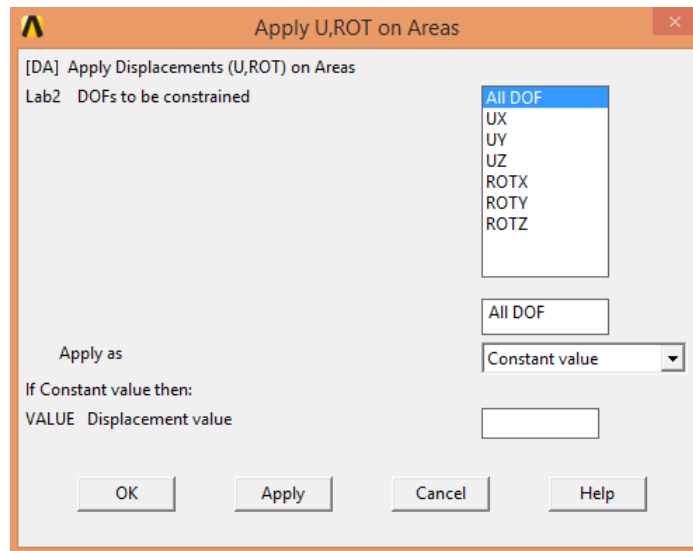 Apply U,ROT on Areas
[DA] Apply Displacements (U,ROT) on Areas
Lab2 DOFs to be constrained
All DOF
UX
UY
UZ
ROTX
ROTY
ROTZ
All DOF
Apply as
Constant value
If Constant value then:
VALUE Displacement value
OK Apply Cancel Help